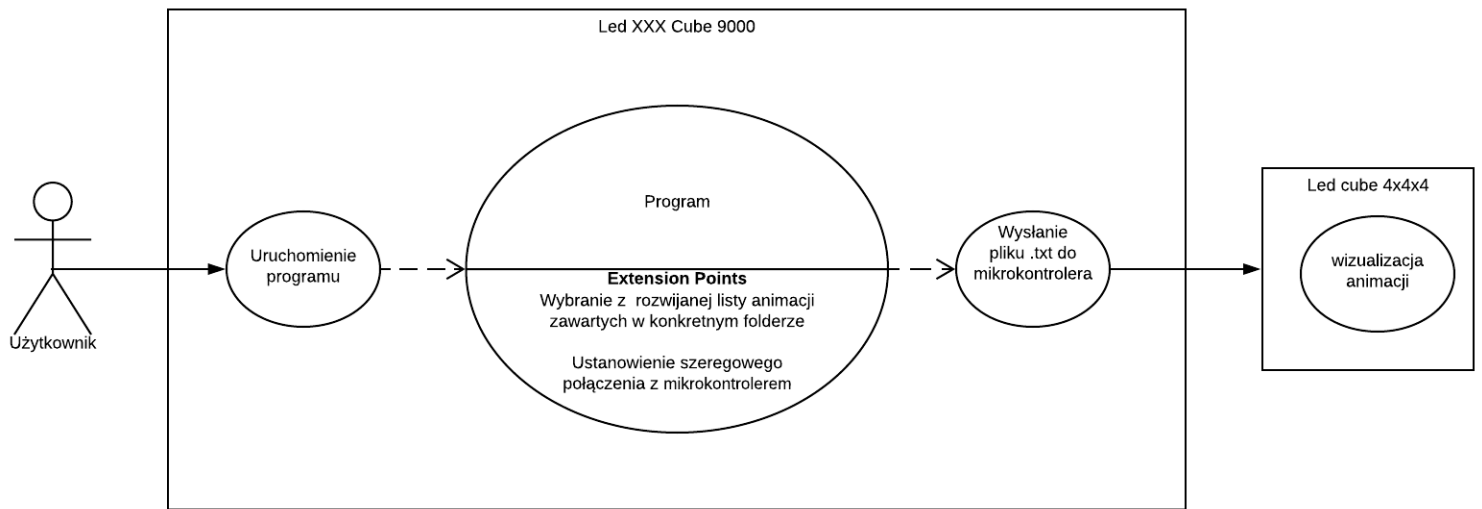 Led XXX Cube 9000
Użytkownik
Uruchomienie
programu
Program
Extension Points
Wybranie z rozwijanej listy animacji
zawartych w konkretnym folderze
Ustanowienie szeregowego
połączenia z mikrokontrolerem
Wysłanie
pliku .txt do
mikrokontrolera
Led cube 4x4x4
wizualizacja
animacji